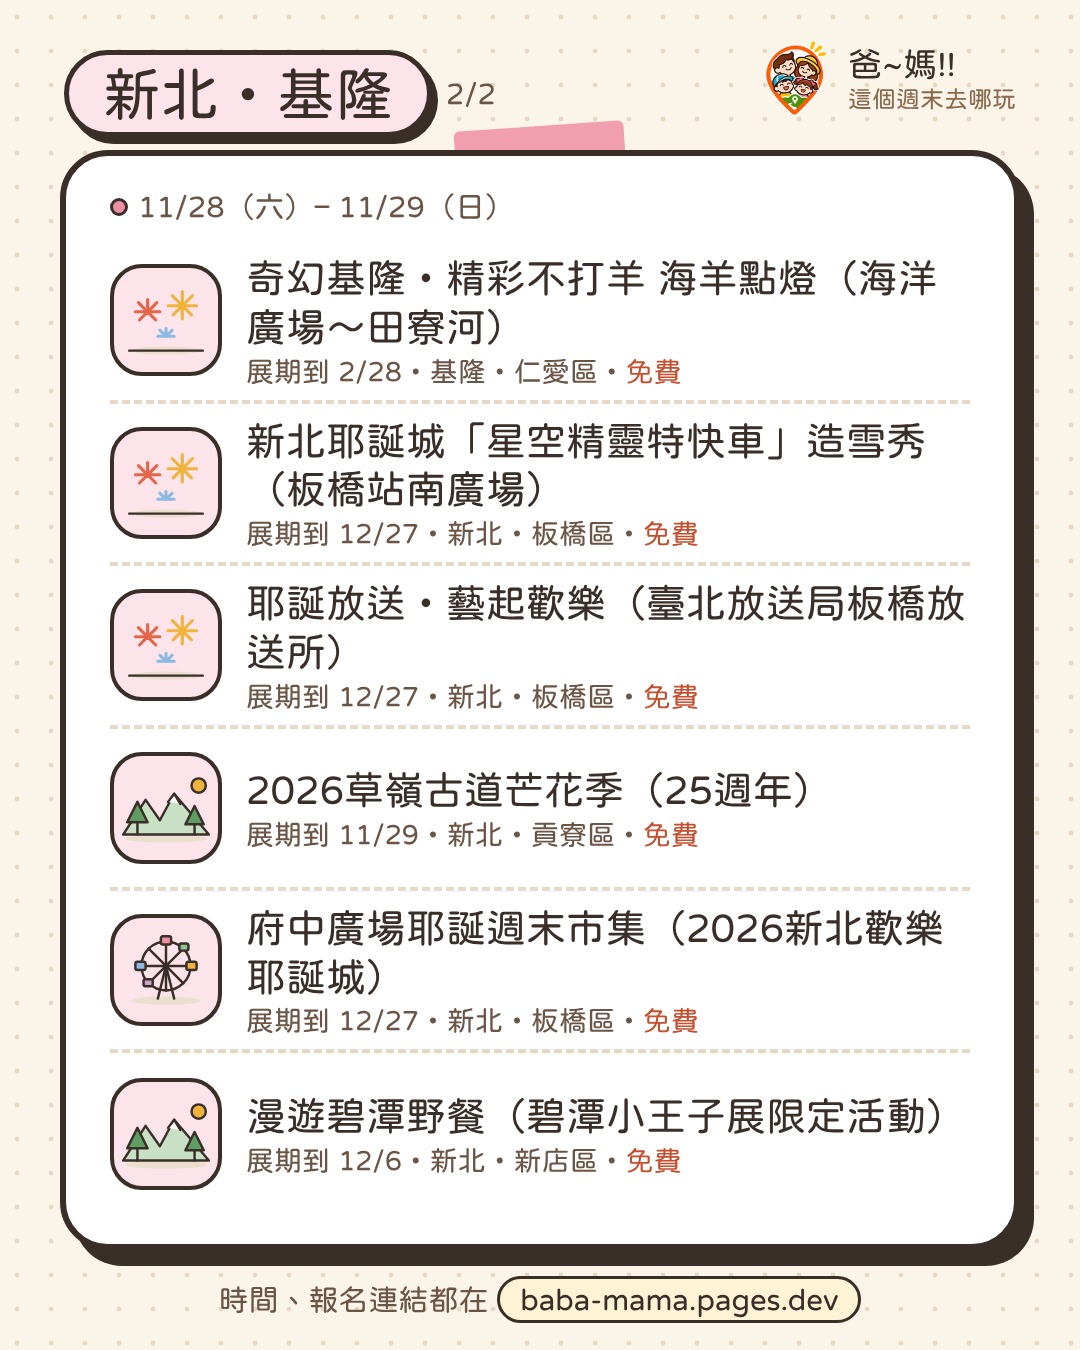 新北・基隆
2/2
爸~媽!!
這個週末去哪玩
11/28（六）– 11/29（日）
奇幻基隆・精彩不打羊 海羊點燈（海洋
廣場～田寮河）
展期到 2/28・基隆・仁愛區・免費
新北耶誕城「星空精靈特快車」造雪秀
（板橋站南廣場）
展期到 12/27・新北・板橋區・免費
耶誕放送・藝起歡樂（臺北放送局板橋放
送所）
展期到 12/27・新北・板橋區・免費
2026草嶺古道芒花季（25週年）
展期到 11/29・新北・貢寮區・免費
府中廣場耶誕週末市集（2026新北歡樂
耶誕城）
展期到 12/27・新北・板橋區・免費
漫遊碧潭野餐（碧潭小王子展限定活動）
展期到 12/6・新北・新店區・免費
時間、報名連結都在 baba-mama.pages.dev